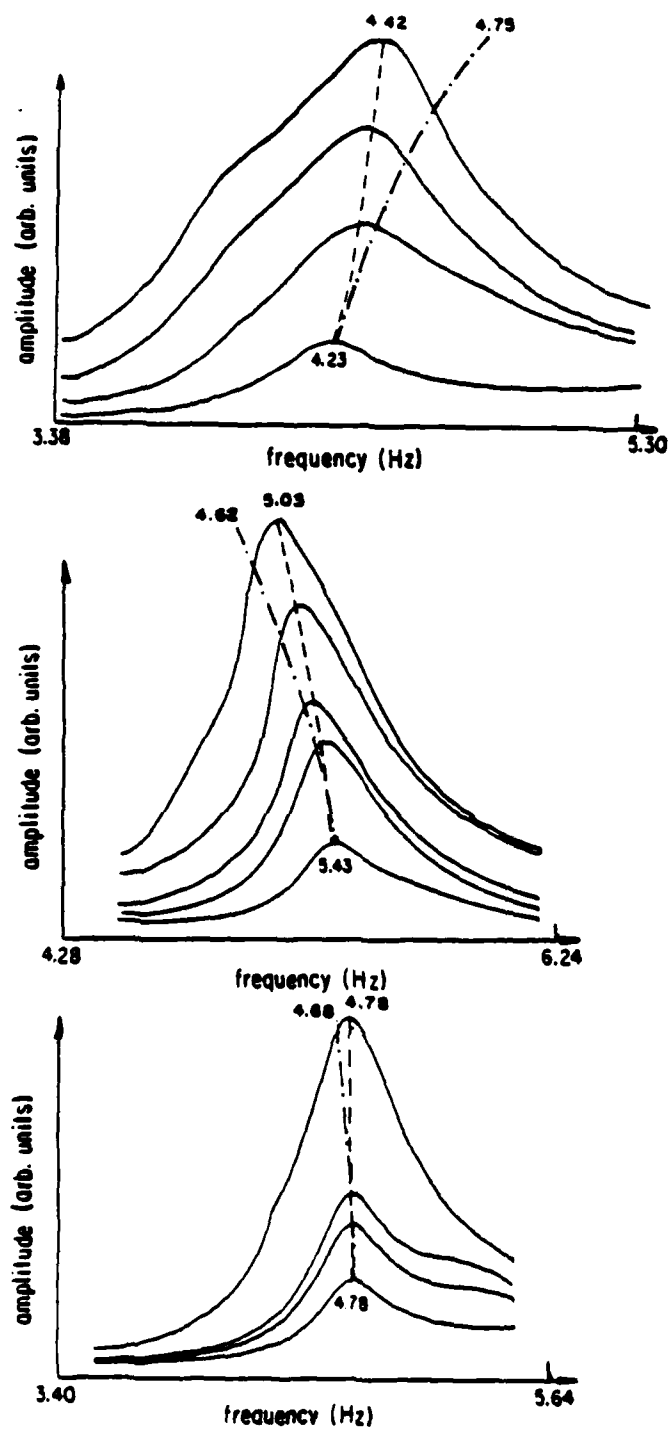 4.42
4.75
amplitude (arb. units)
4.23
3.38
5.30
frequency (Hz)
5.03
4.62
amplitude (arb. units)
5.43
4.28
6.24
frequency (Hz)
4.68 4.78
amplitude (arb. units)
4.78
3.40
5.64
frequency (Hz)